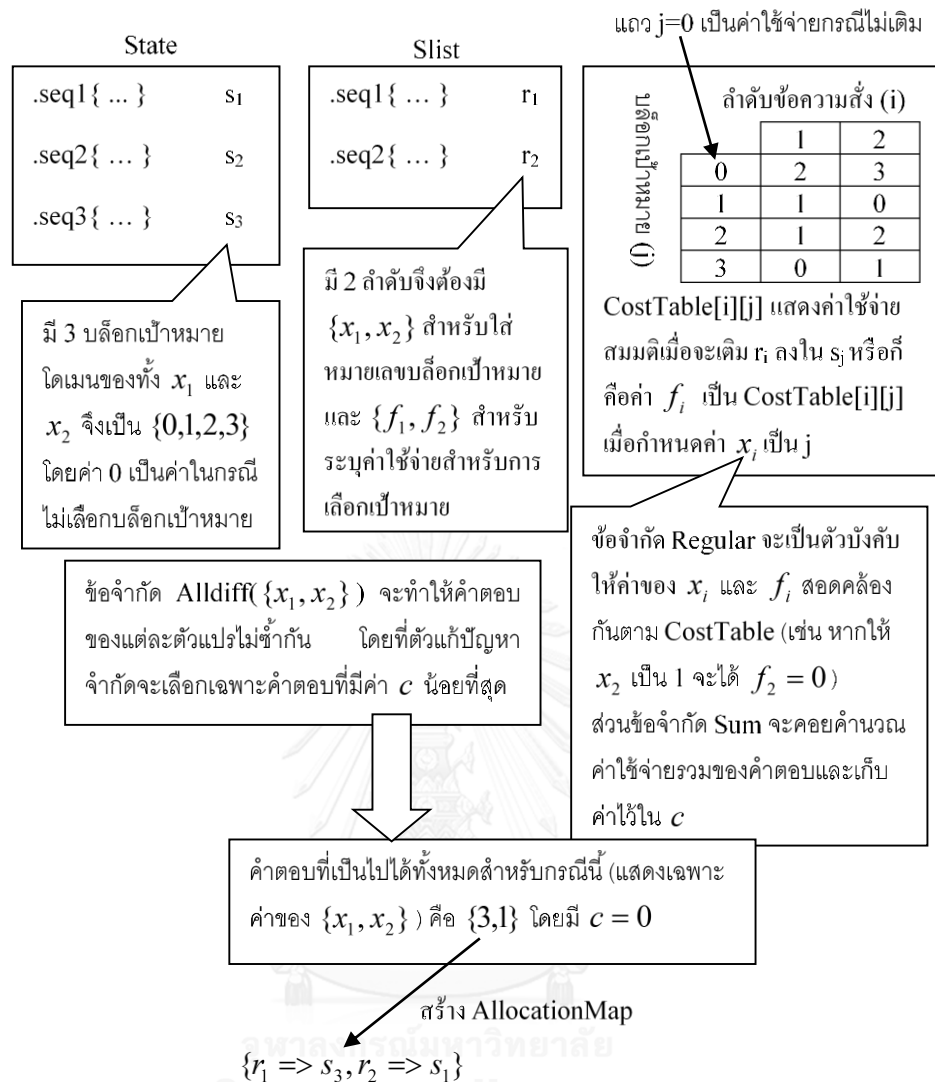 แถว j=0 เป็นค่าใช้จ่ายกรณีไม่เติม
State
.seq1{ ... } s₁
.seq2{ … } s₂
.seq3{ … } s₃
Slist
.seq1{ … } r₁
.seq2{ … } r₂
ลำดับข้อความสั่ง (i)
บล็อกเป้าหมาย (j)
1 2
0 2 3
1 1 0
2 1 2
3 0 1
CostTable[i][j] แสดงค่าใช้จ่าย
สมมติเมื่อจะเติม rᵢ ลงใน sⱼ หรือก็
คือค่า fᵢ เป็น CostTable[i][j]
เมื่อกำหนดค่า xᵢ เป็น j
มี 3 บล็อกเป้าหมาย
โดเมนของทั้ง x₁ และ
x₂ จึงเป็น {0,1,2,3}
โดยค่า 0 เป็นค่าในกรณี
ไม่เลือกบล็อกเป้าหมาย
มี 2 ลำดับจึงต้องมี
{x₁, x₂} สำหรับใส่
หมายเลขบล็อกเป้าหมาย
และ {f₁, f₂} สำหรับ
ระบุค่าใช้จ่ายสำหรับการ
เลือกเป้าหมาย
ข้อจำกัด Regular จะเป็นตัวบังคับ
ให้ค่าของ xᵢ และ fᵢ สอดคล้อง
กันตาม CostTable (เช่น หากให้
x₂ เป็น 1 จะได้ f₂ = 0 )
ส่วนข้อจำกัด Sum จะคอยคำนวณ
ค่าใช้จ่ายรวมของคำตอบและเก็บ
ค่าไว้ใน c
ข้อจำกัด Alldiff({x₁, x₂}) จะทำให้คำตอบ
ของแต่ละตัวแปรไม่ซ้ำกัน โดยที่ตัวแก้ปัญหา
จำกัดจะเลือกเฉพาะคำตอบที่มีค่า c น้อยที่สุด
คำตอบที่เป็นไปได้ทั้งหมดสำหรับกรณีนี้ (แสดงเฉพาะ
ค่าของ {x₁, x₂} ) คือ {3,1} โดยมี c = 0
สร้าง AllocationMap
จุฬาลงกรณ์มหาวิทยาลัย
{r₁ => s₃, r₂ => s₁}